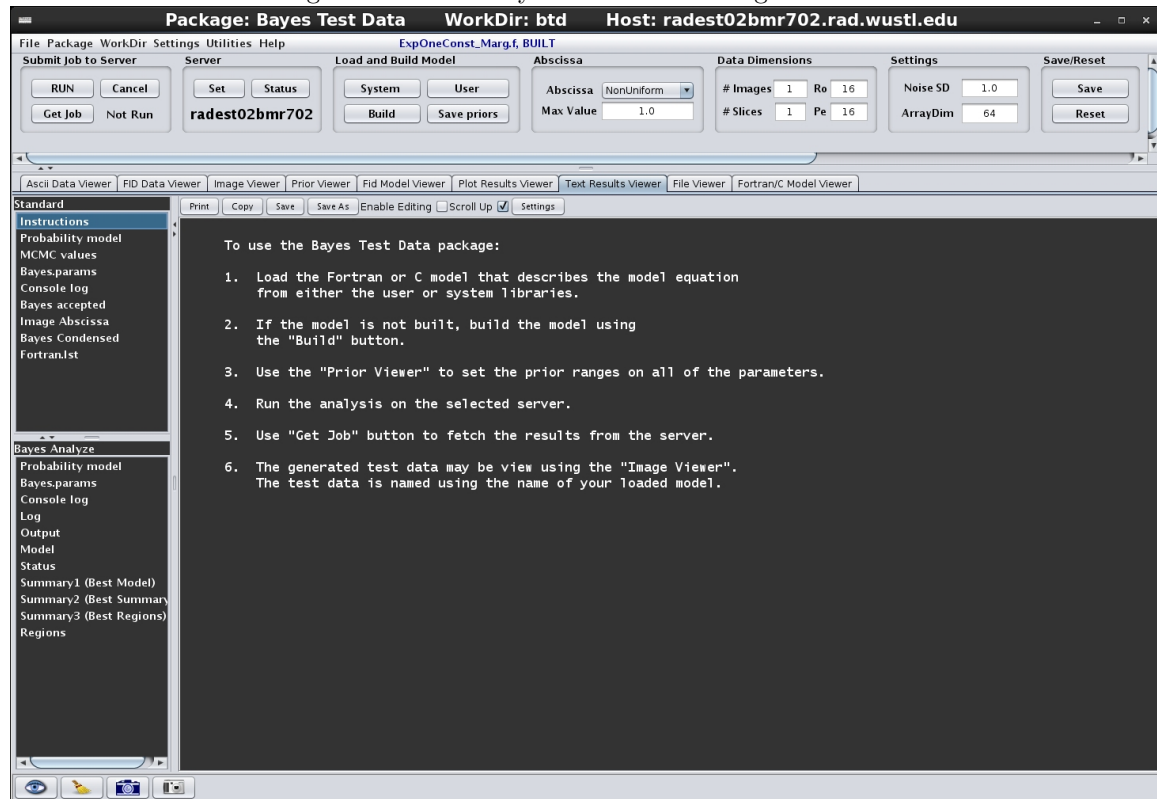 Package: Bayes Test Data WorkDir: btd Host: radest02bmr702.rad.wustl.edu
File Package WorkDir Settings Utilities Help ExpOneConst_Marg.f, BUILT
Submit Job to Server Server Load and Build Model Abscissa Data Dimensions Settings Save/Reset
RUN Cancel Set Status System User Abscissa NonUniform # Images 1 Ro 16 Noise SD 1.0 Save
Get Job Not Run radest02bmr702 Build Save priors Max Value 1.0 # Slices 1 Pe 16 ArrayDim 64 Reset
Ascii Data Viewer FID Data Viewer Image Viewer Prior Viewer Fid Model Viewer Plot Results Viewer Text Results Viewer File Viewer Fortran/C Model Viewer
Standard
Instructions
Probability model
MCMC values
Bayes.params
Console log
Bayes accepted
Image Abscissa
Bayes Condensed
Fortran.lst
Bayes Analyze
Probability model
Bayes.params
Console log
Log
Output
Model
Status
Summary1 (Best Model)
Summary2 (Best Summary
Summary3 (Best Regions)
Regions
Print Copy Save Save As Enable Editing Scroll Up Settings
To use the Bayes Test Data package:
1. Load the Fortran or C model that describes the model equation
from either the user or system libraries.
2. If the model is not built, build the model using
the "Build" button.
3. Use the "Prior Viewer" to set the prior ranges on all of the parameters.
4. Run the analysis on the selected server.
5. Use "Get Job" button to fetch the results from the server.
6. The generated test data may be view using the "Image Viewer".
The test data is named using the name of your loaded model.